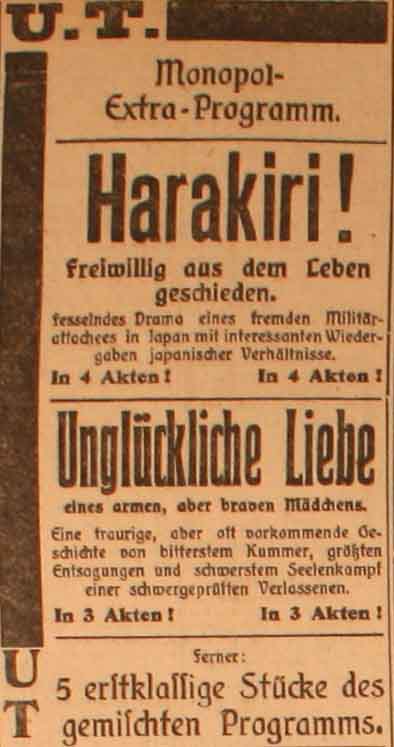 U.T.
Monopol-
Extra-Programm.
Harakiri!
Freiwillig aus dem Leben
geschieden.
Fesselndes Drama eines fremden Militär-
attachees in Japan mit interessanten Wieder-
gaben japanischer Verhältnisse.
In 4 Akten! In 4 Akten!
Unglückliche Liebe
eines armen, aber braven Mädchens.
Eine traurige, aber oft vorkommende Ge-
schichte von bitterstem Kummer, größten
Entsagungen und schwerstem Seelenkampf
einer schwergeprüften Verlassenen.
In 3 Akten! In 3 Akten!
U
T
Ferner:
5 erstklassige Stücke des
gemischten Programms.